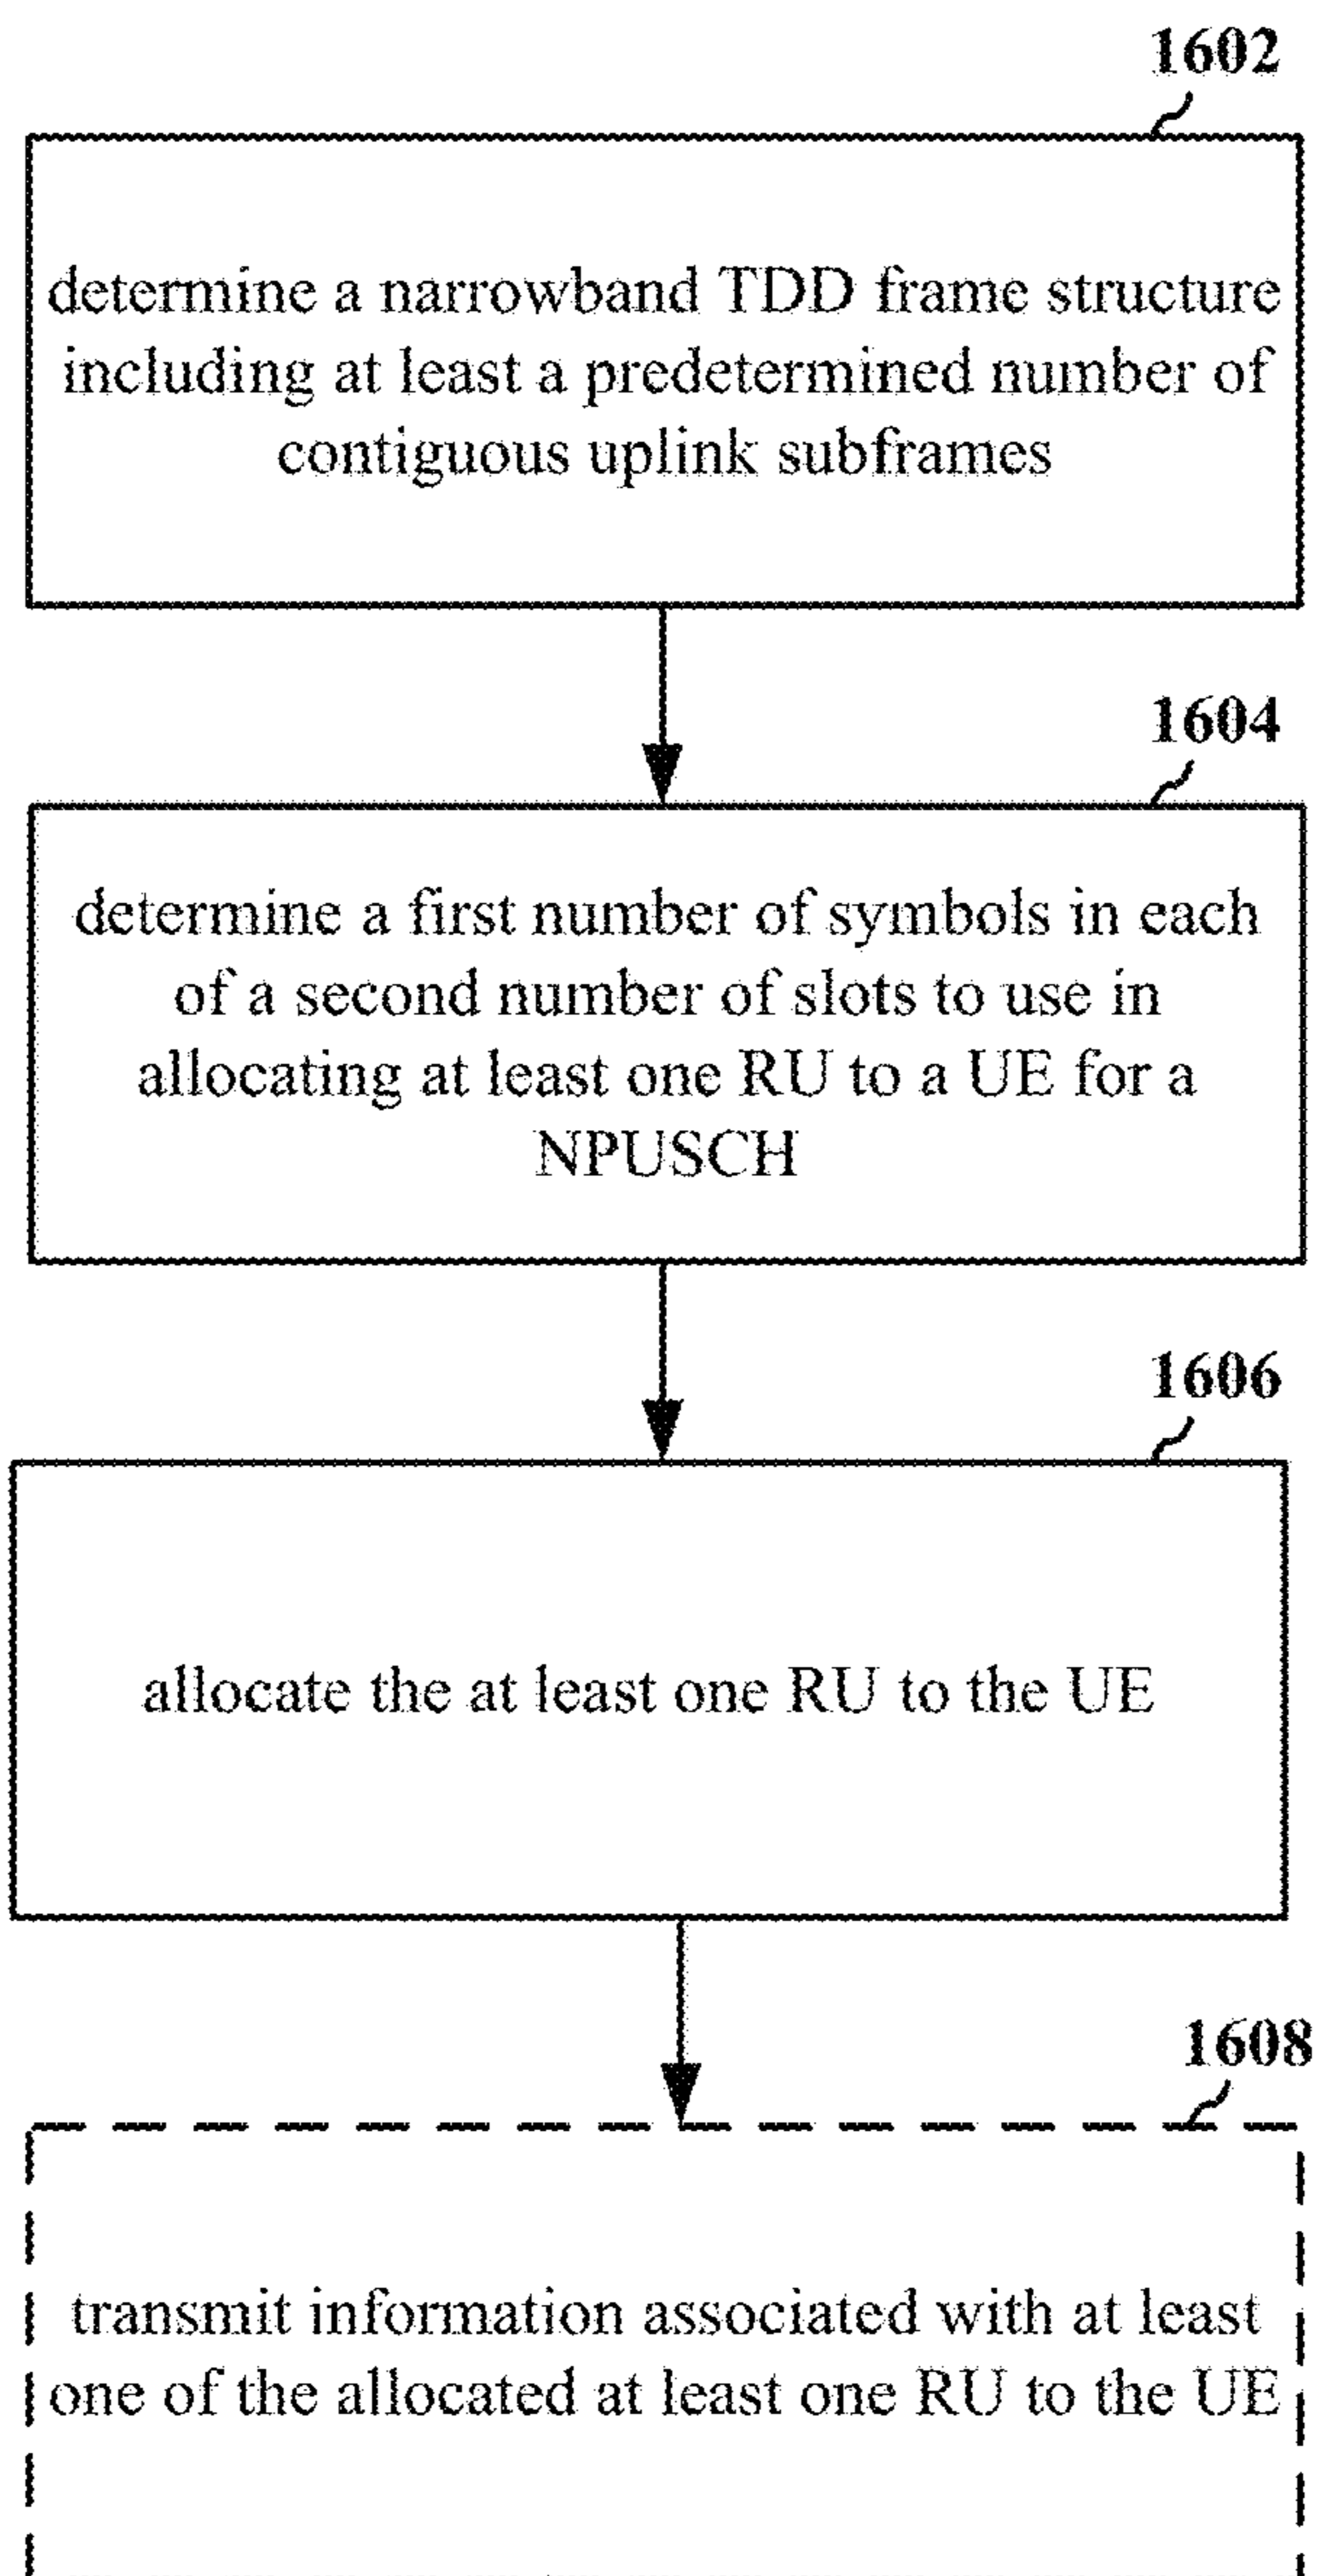 1602
determine a narrowband TDD frame structure
including at least a predetermined number of
contiguous uplink subframes
1604
determine a first number of symbols in each
of a second number of slots to use in
allocating at least one RU to a UE for a
NPUSCH
1606
allocate the at least one RU to the UE
1608
transmit information associated with at least
one of the allocated at least one RU to the UE